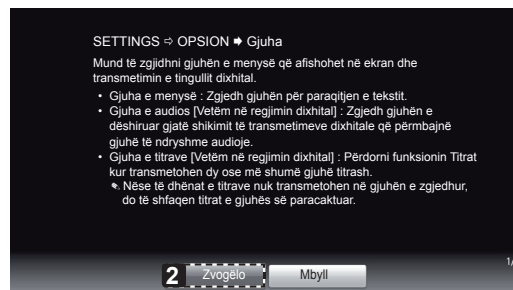 SETTINGS ⇨ OPSION ➡ Gjuha
Mund të zgjidhni gjuhën e menysë që afishohet në ekran dhe
transmetimin e tingullit dixhital.
• Gjuha e menysë : Zgjedh gjuhën për paraqitjen e tekstit.
• Gjuha e audios [Vetëm në regjimin dixhital] : Zgjedh gjuhën e
dëshiruar gjatë shikimit të transmetimeve dixhitale që përmbajnë
gjuhë të ndryshme audioje.
• Gjuha e titrave [Vetëm në regjimin dixhital] : Përdorni funksionin Titrat
kur transmetohen dy ose më shumë gjuhë titrash.
✎ Nëse të dhënat e titrave nuk transmetohen në gjuhën e zgjedhur,
do të shfaqen titrat e gjuhës së paracaktuar.
1/
2 Zvogëlo Mbyll